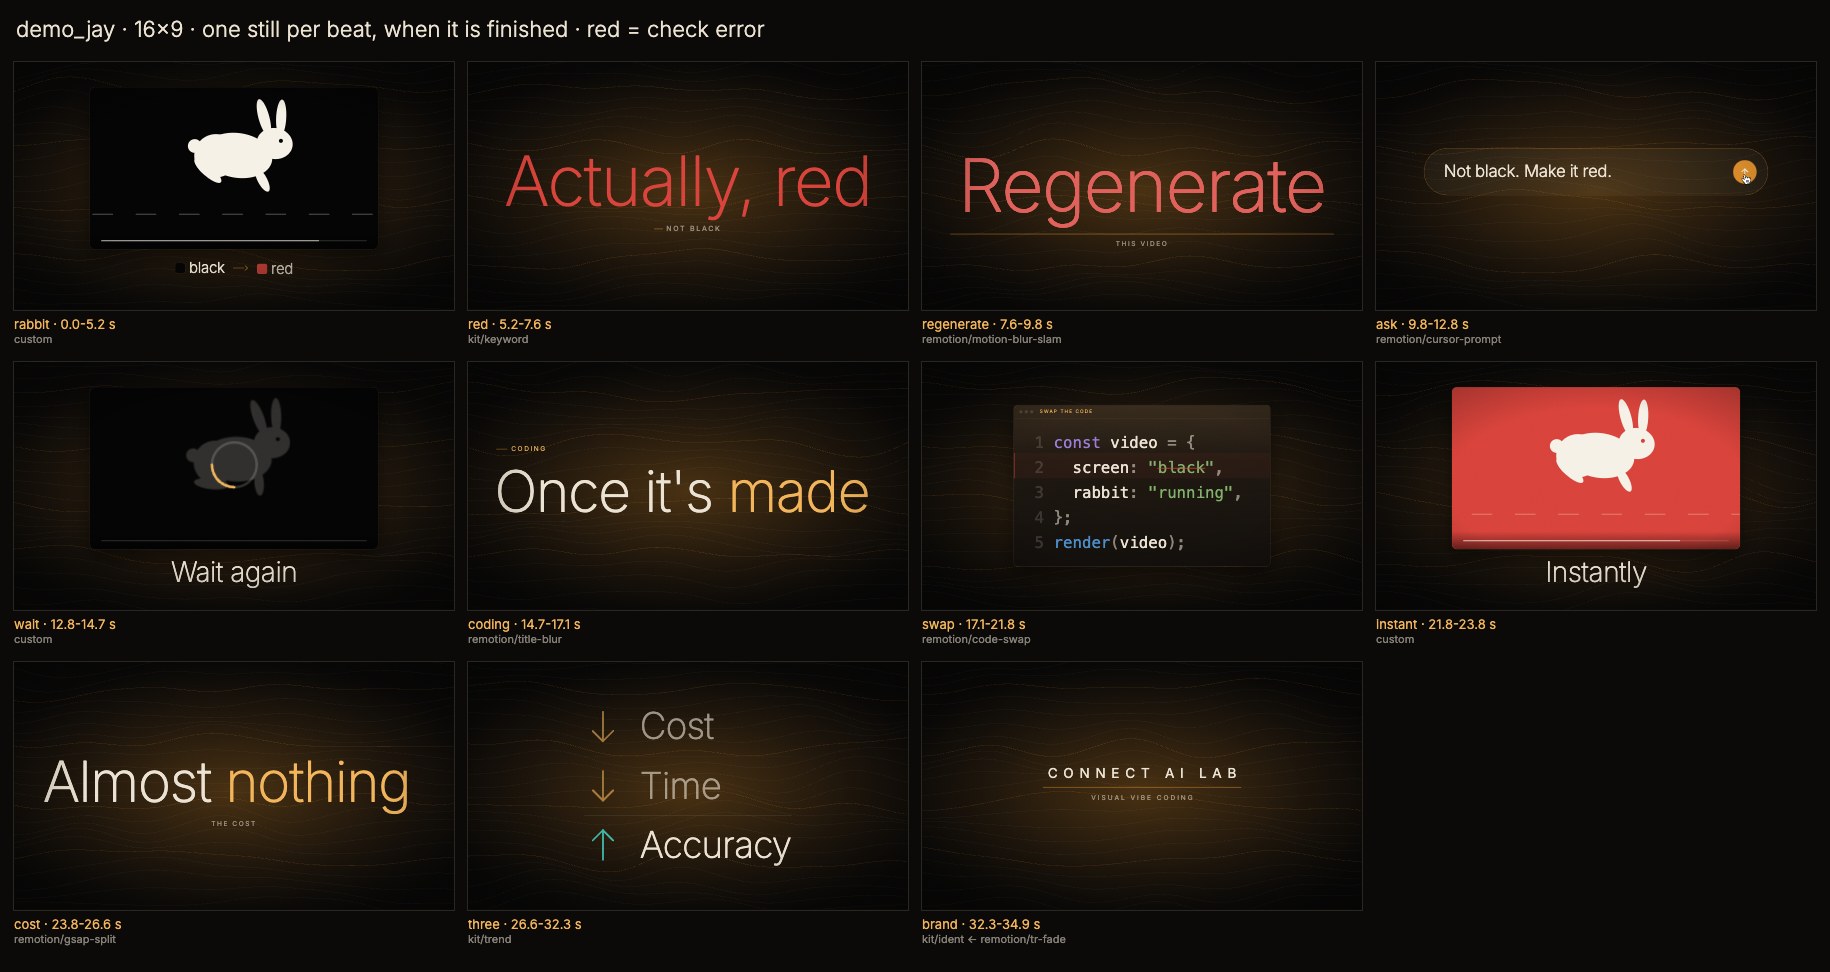 demo_jay · 16×9 · one still per beat, when it is finished · red = check error
black → red
rabbit · 0.0-5.2 s
custom
Actually, red
— NOT BLACK
red · 5.2-7.6 s
kit/keyword
Regenerate
THIS VIDEO
regenerate · 7.6-9.8 s
remotion/motion-blur-slam
Not black. Make it red.
ask · 9.8-12.8 s
remotion/cursor-prompt
Wait again
wait · 12.8-14.7 s
custom
— CODING
Once it's made
coding · 14.7-17.1 s
remotion/title-blur
SWAP THE CODE
1 const video = {
2 screen: "black",
3 rabbit: "running",
4 };
5 render(video);
swap · 17.1-21.8 s
remotion/code-swap
Instantly
instant · 21.8-23.8 s
custom
Almost nothing
THE COST
cost · 23.8-26.6 s
remotion/gsap-split
↓ Cost
↓ Time
↑ Accuracy
three · 26.6-32.3 s
kit/trend
CONNECT AI LAB
VISUAL VIBE CODING
brand · 32.3-34.9 s
kit/ident ← remotion/tr-fade